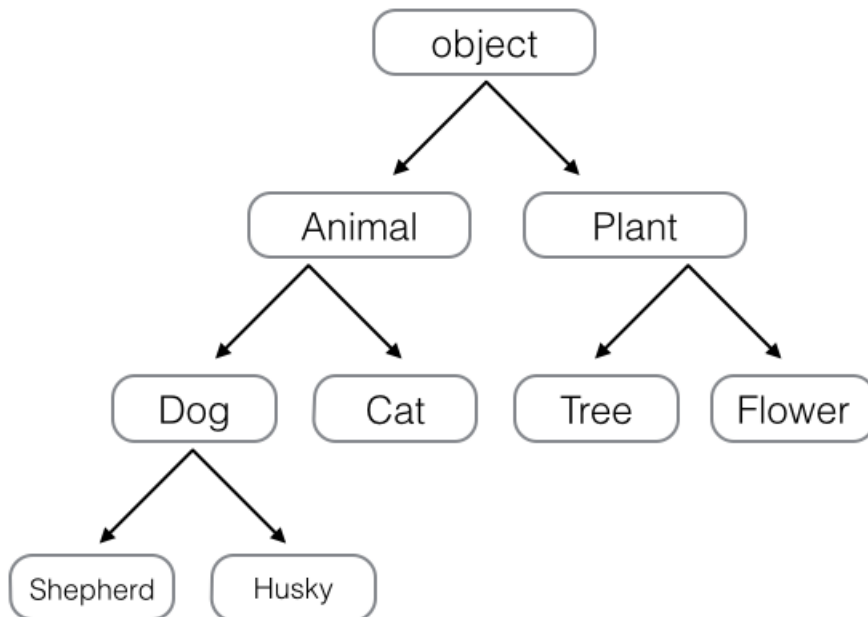 object
Animal
Plant
Dog
Cat
Tree
Flower
Shepherd
Husky